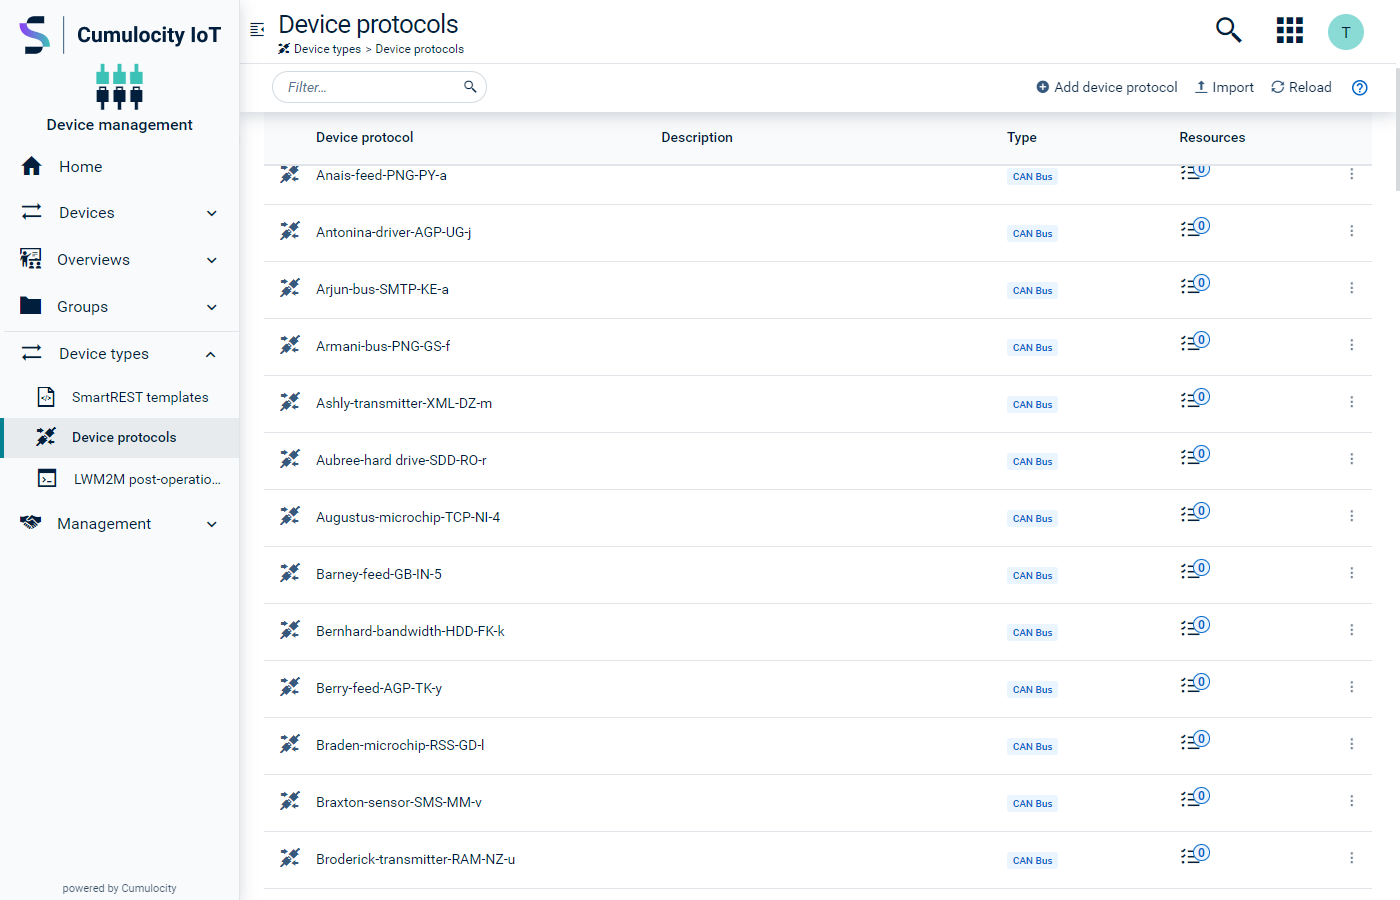 Cumulocity IoT
Device management
Home
Devices
Overviews
Groups
Device types
SmartREST templates
Device protocols
LWM2M post-operatio...
Management
powered by Cumulocity
Device protocols
Device types > Device protocols
T
Filter...
Add device protocol
Import
Reload
?
Device protocol Description Type Resources
Anais-feed-PNG-PY-a CAN Bus 0
Antonina-driver-AGP-UG-j CAN Bus 0
Arjun-bus-SMTP-KE-a CAN Bus 0
Armani-bus-PNG-GS-f CAN Bus 0
Ashly-transmitter-XML-DZ-m CAN Bus 0
Aubree-hard drive-SDD-RO-r CAN Bus 0
Augustus-microchip-TCP-NI-4 CAN Bus 0
Barney-feed-GB-IN-5 CAN Bus 0
Bernhard-bandwidth-HDD-FK-k CAN Bus 0
Berry-feed-AGP-TK-y CAN Bus 0
Braden-microchip-RSS-GD-l CAN Bus 0
Braxton-sensor-SMS-MM-v CAN Bus 0
Broderick-transmitter-RAM-NZ-u CAN Bus 0